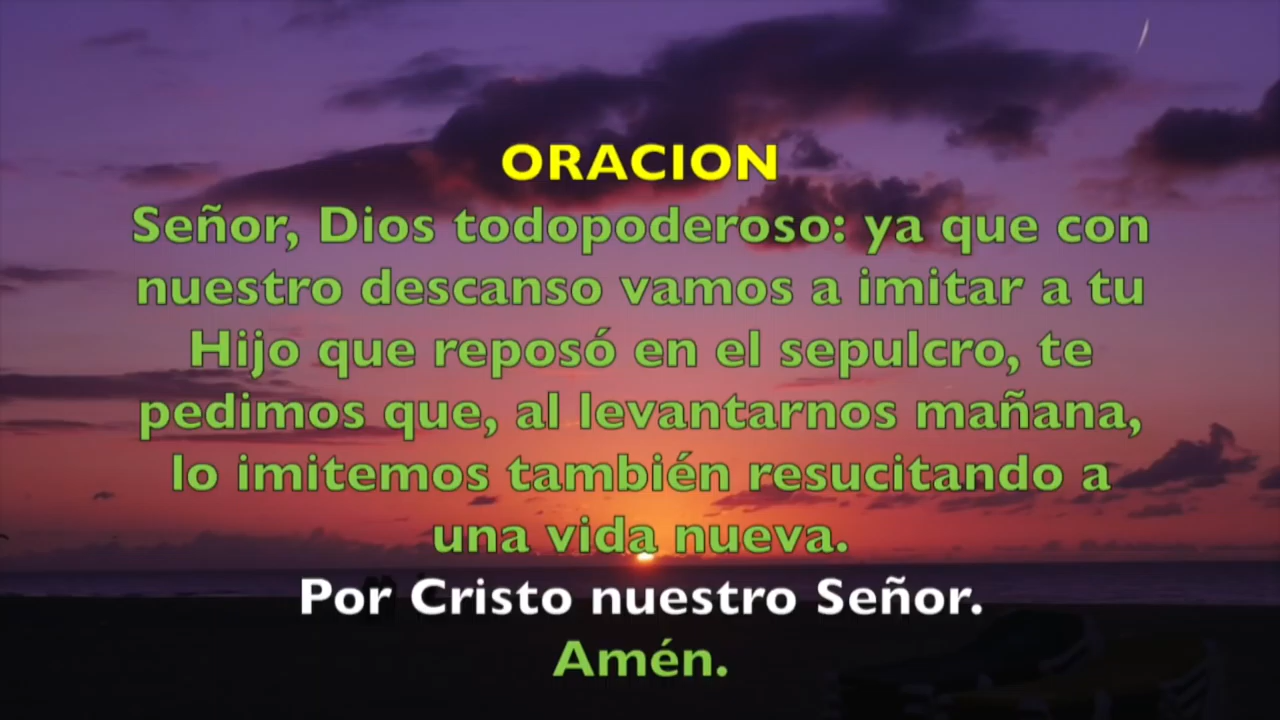 ORACION
Señor, Dios todopoderoso: ya que con
nuestro descanso vamos a imitar a tu
Hijo que reposó en el sepulcro, te
pedimos que, al levantarnos mañana,
lo imitemos también resucitando a
una vida nueva.
Por Cristo nuestro Señor.
Amén.